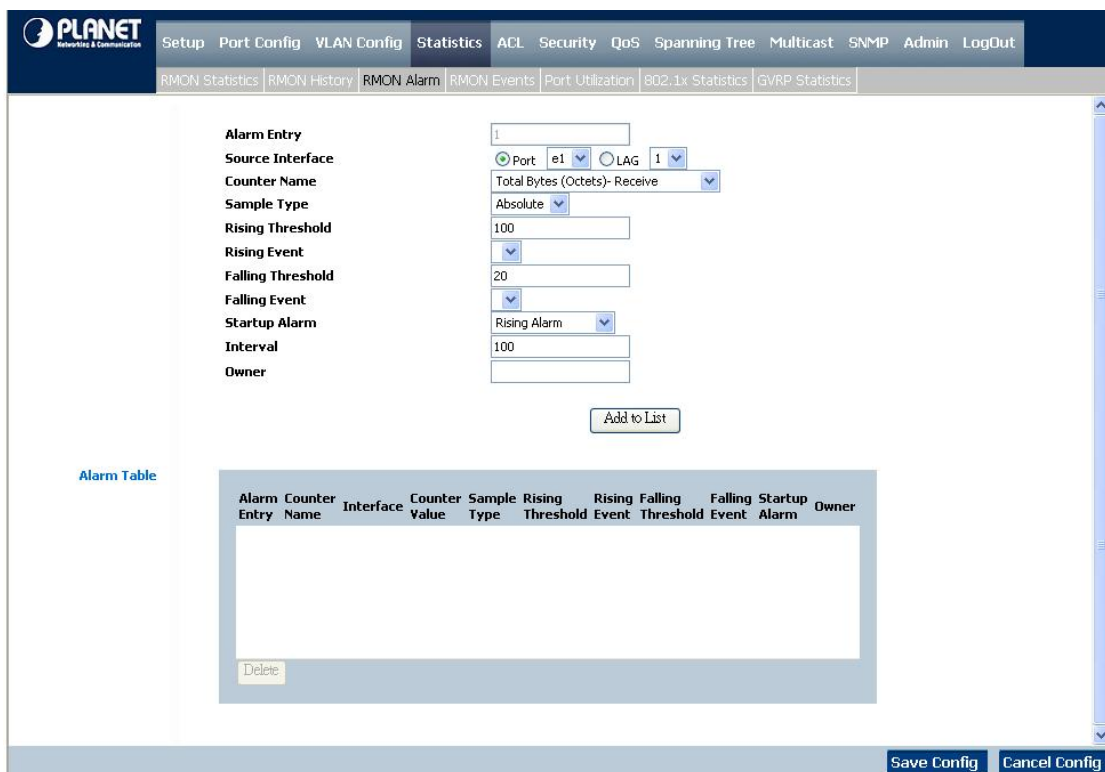 PLANET
Networking & Communication
Setup Port Config VLAN Config Statistics ACL Security QoS Spanning Tree Multicast SNMP Admin LogOut
RMON Statistics RMON History RMON Alarm RMON Events Port Utilization 802.1x Statistics GVRP Statistics
Alarm Entry 1
Source Interface Port e1 LAG 1
Counter Name Total Bytes (Octets)- Receive
Sample Type Absolute
Rising Threshold 100
Rising Event
Falling Threshold 20
Falling Event
Startup Alarm Rising Alarm
Interval 100
Owner
Add to List
Alarm Table
Alarm Counter Interface Counter Sample Rising Rising Falling Falling Startup Owner
Entry Name Value Type Threshold Event Threshold Event Alarm
Delete
Save Config Cancel Config